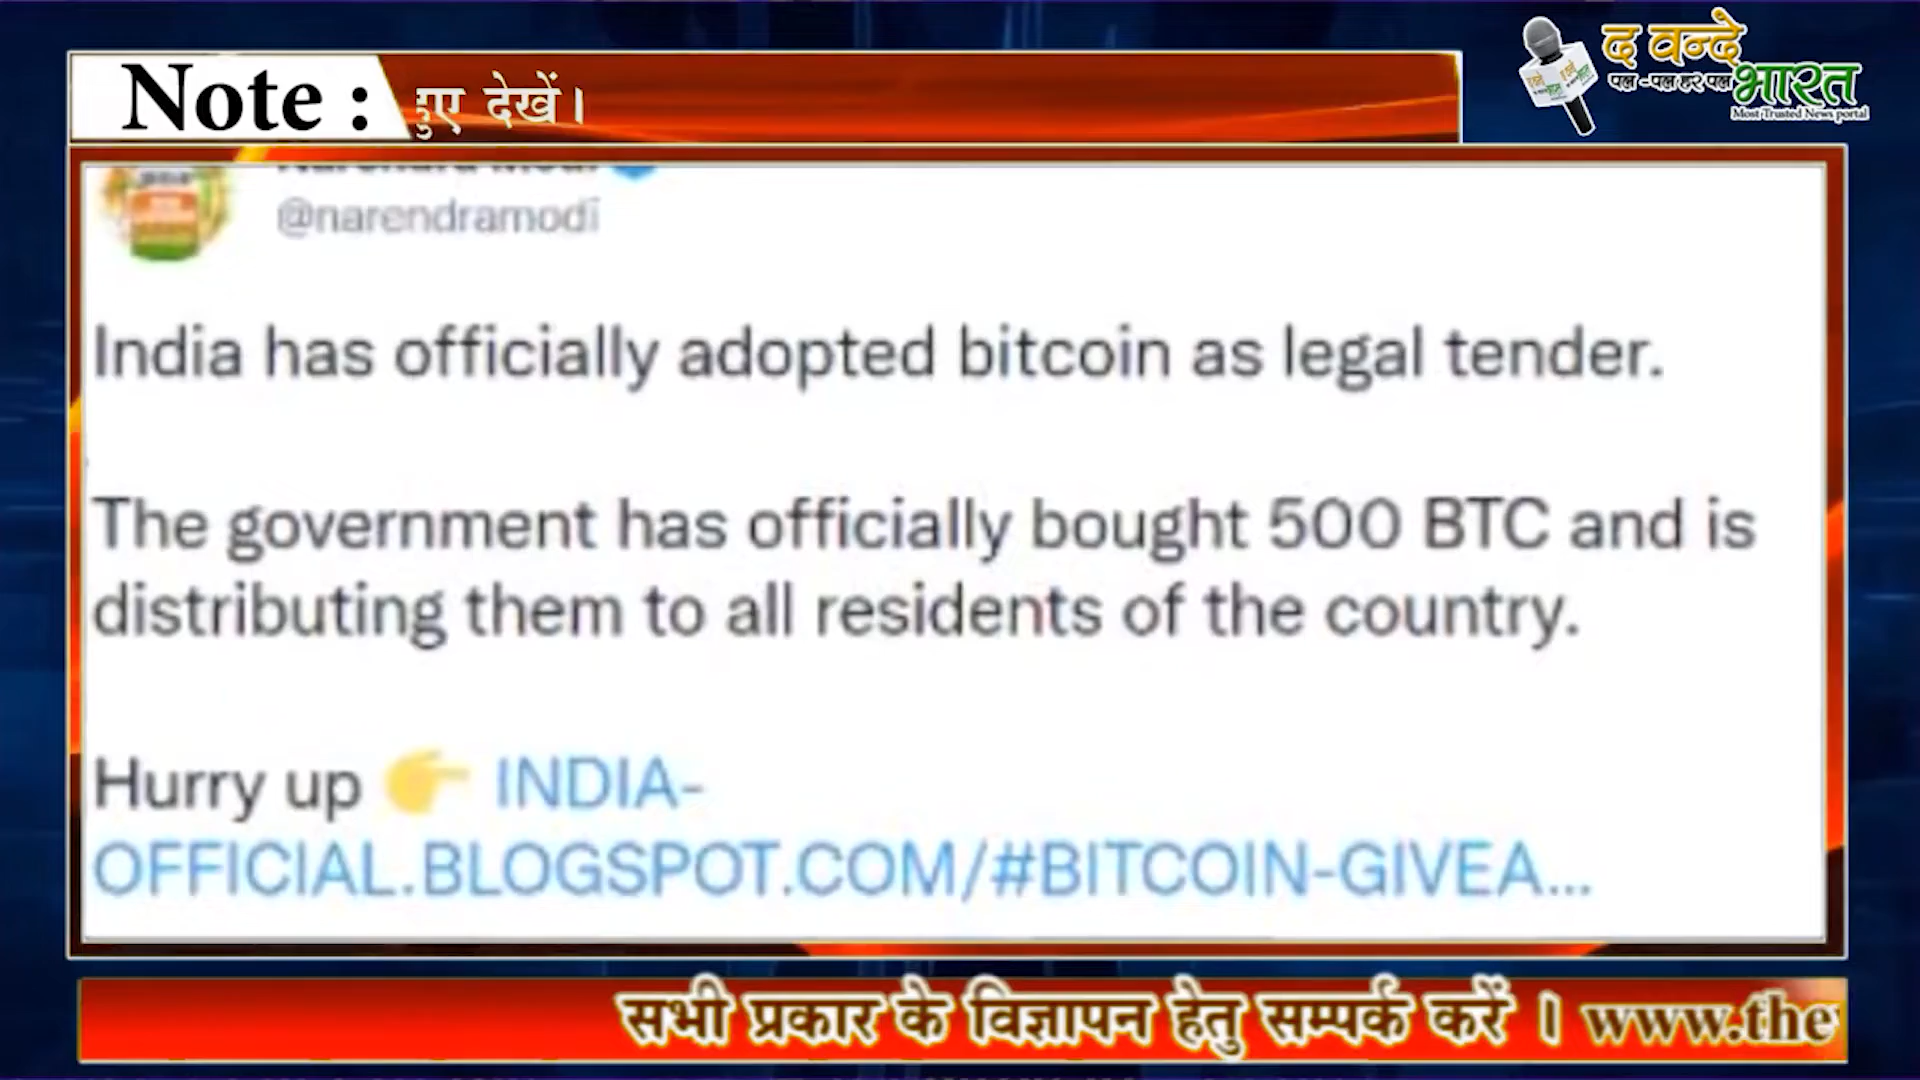 Note : हुए देखें।
द वन्दे
पल -पल हर पल
भारत
Most Trusted News portal
@narendramodi
India has officially adopted bitcoin as legal tender.
The government has officially bought 500 BTC and is
distributing them to all residents of the country.
Hurry up 👉 INDIA-
OFFICIAL.BLOGSPOT.COM/#BITCOIN-GIVEA...
सभी प्रकार के विज्ञापन हेतु सम्पर्क करें । www.the